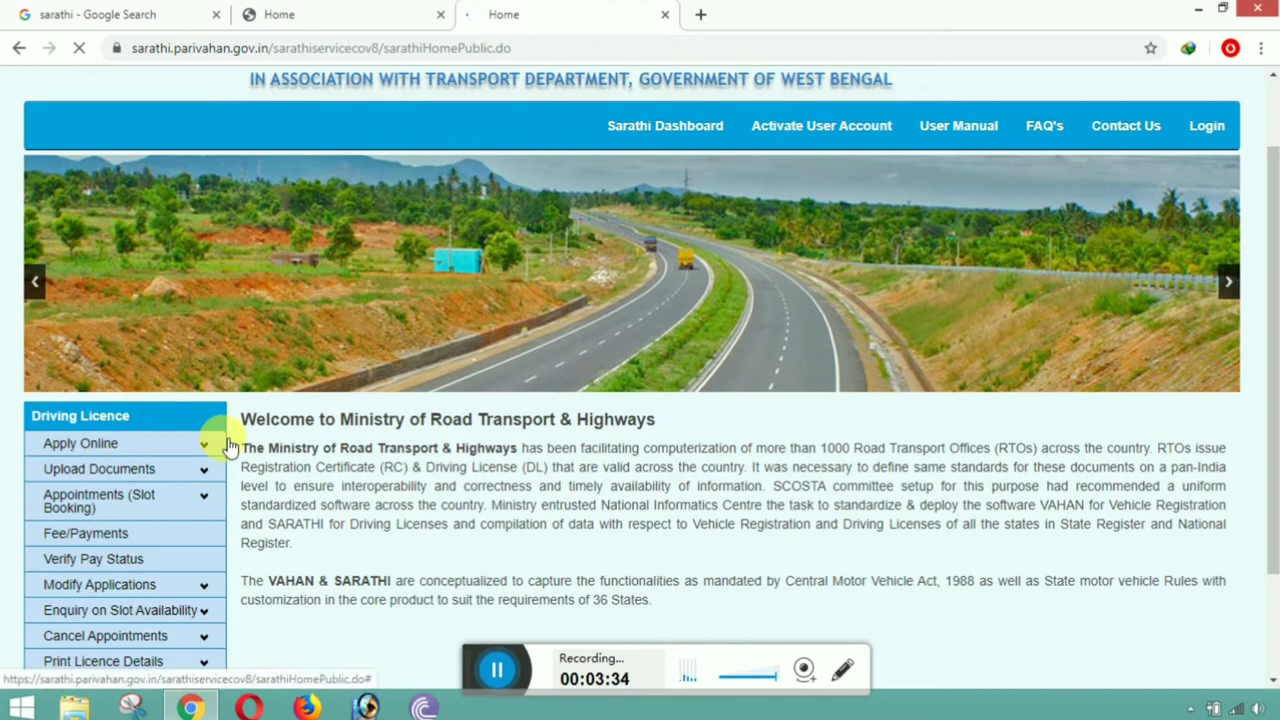 sarathi - Google Search
Home
Home
sarathi.parivahan.gov.in/sarathiservicecov8/sarathiHomePublic.do
IN ASSOCIATION WITH TRANSPORT DEPARTMENT, GOVERNMENT OF WEST BENGAL
Sarathi Dashboard Activate User Account User Manual FAQ's Contact Us Login
Driving Licence
Apply Online
Upload Documents
Appointments (Slot
Booking)
Fee/Payments
Verify Pay Status
Modify Applications
Enquiry on Slot Availability
Cancel Appointments
Print Licence Details
Welcome to Ministry of Road Transport & Highways
The Ministry of Road Transport & Highways has been facilitating computerization of more than 1000 Road Transport Offices (RTOs) across the country. RTOs issue
Registration Certificate (RC) & Driving License (DL) that are valid across the country. It was necessary to define same standards for these documents on a pan-India
level to ensure interoperability and correctness and timely availability of information. SCOSTA committee setup for this purpose had recommended a uniform
standardized software across the country. Ministry entrusted National Informatics Centre the task to standardize & deploy the software VAHAN for Vehicle Registration
and SARATHI for Driving Licenses and compilation of data with respect to Vehicle Registration and Driving Licenses of all the states in State Register and National
Register.
The VAHAN & SARATHI are conceptualized to capture the functionalities as mandated by Central Motor Vehicle Act, 1988 as well as State motor vehicle Rules with
customization in the core product to suit the requirements of 36 States.
Recording...
00:03:34
https://sarathi.parivahan.gov.in/sarathiservicecov8/sarathiHomePublic.do#